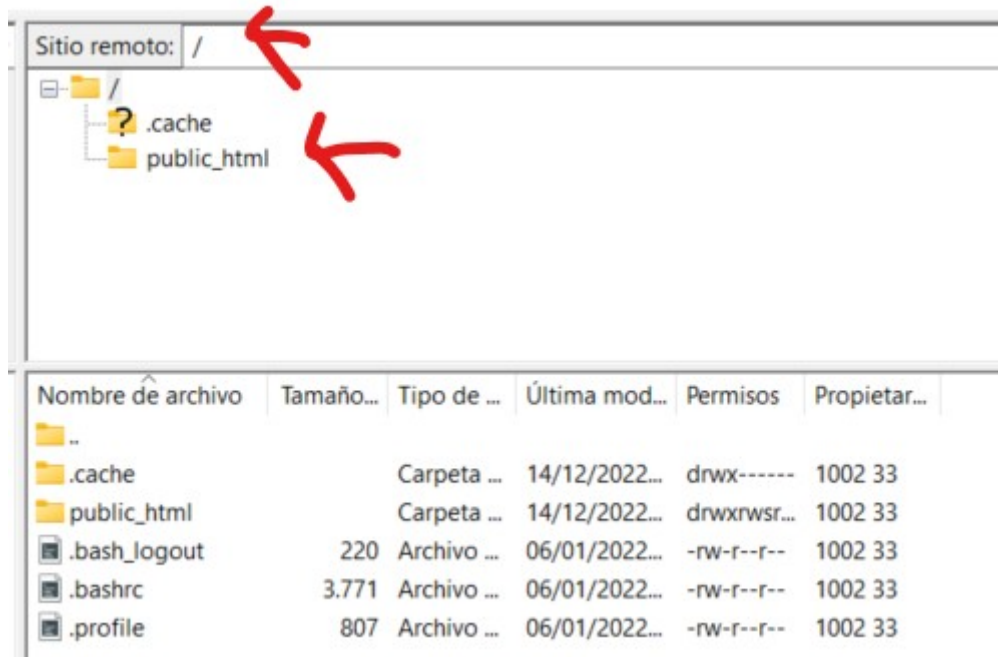 Sitio remoto: /
/
? .cache
public_html
Nombre de archivo Tamaño... Tipo de ... Última mod... Permisos Propietar...
..
.cache Carpeta ... 14/12/2022... drwx------ 1002 33
public_html Carpeta ... 14/12/2022... drwxrwsr... 1002 33
.bash_logout 220 Archivo ... 06/01/2022... -rw-r--r-- 1002 33
.bashrc 3.771 Archivo ... 06/01/2022... -rw-r--r-- 1002 33
.profile 807 Archivo ... 06/01/2022... -rw-r--r-- 1002 33